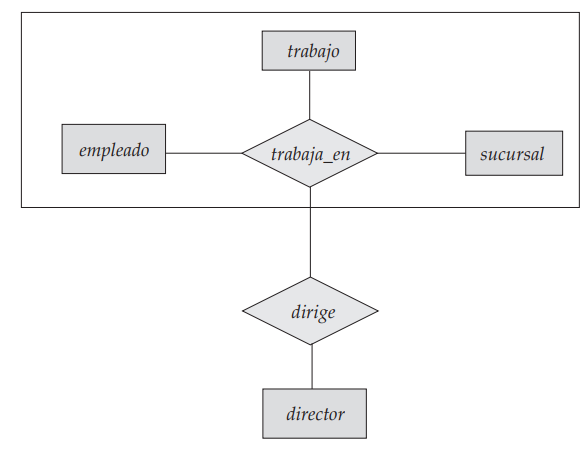 trabajo
empleado
trabaja_en
sucursal
dirige
director